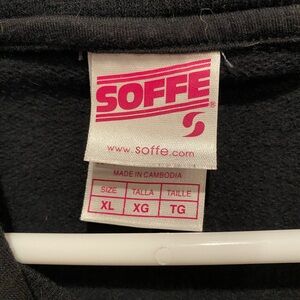 SOFFE®
www.soffe.com
MADE IN CAMBODIA
SIZE TALLA TAILLE
XL XG TG